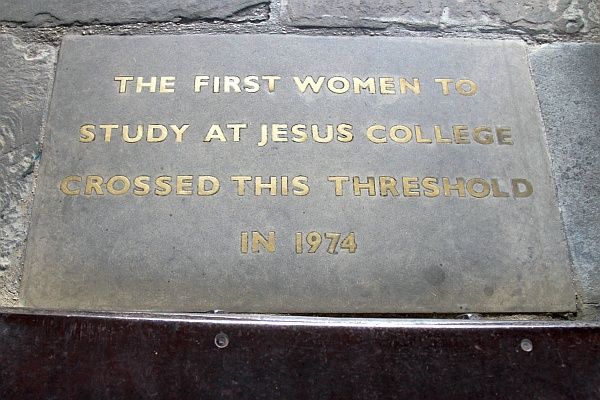 THE FIRST WOMEN TO
STUDY AT JESUS COLLEGE
CROSSED THIS THRESHOLD
IN 1974